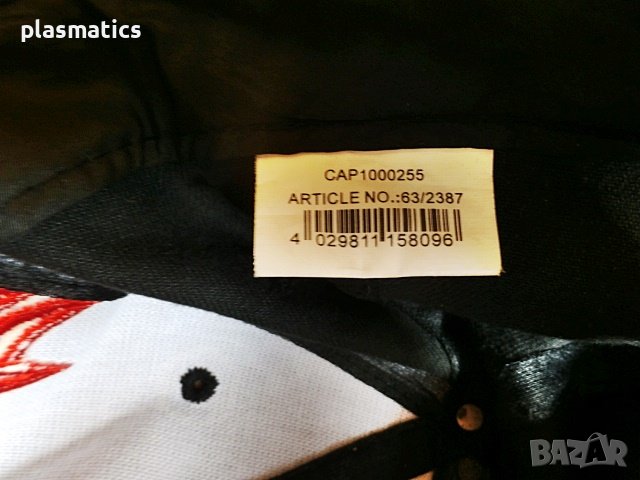 plasmatics
CAP1000255
ARTICLE NO.:63/2387
4 029811 158096
BAZAR